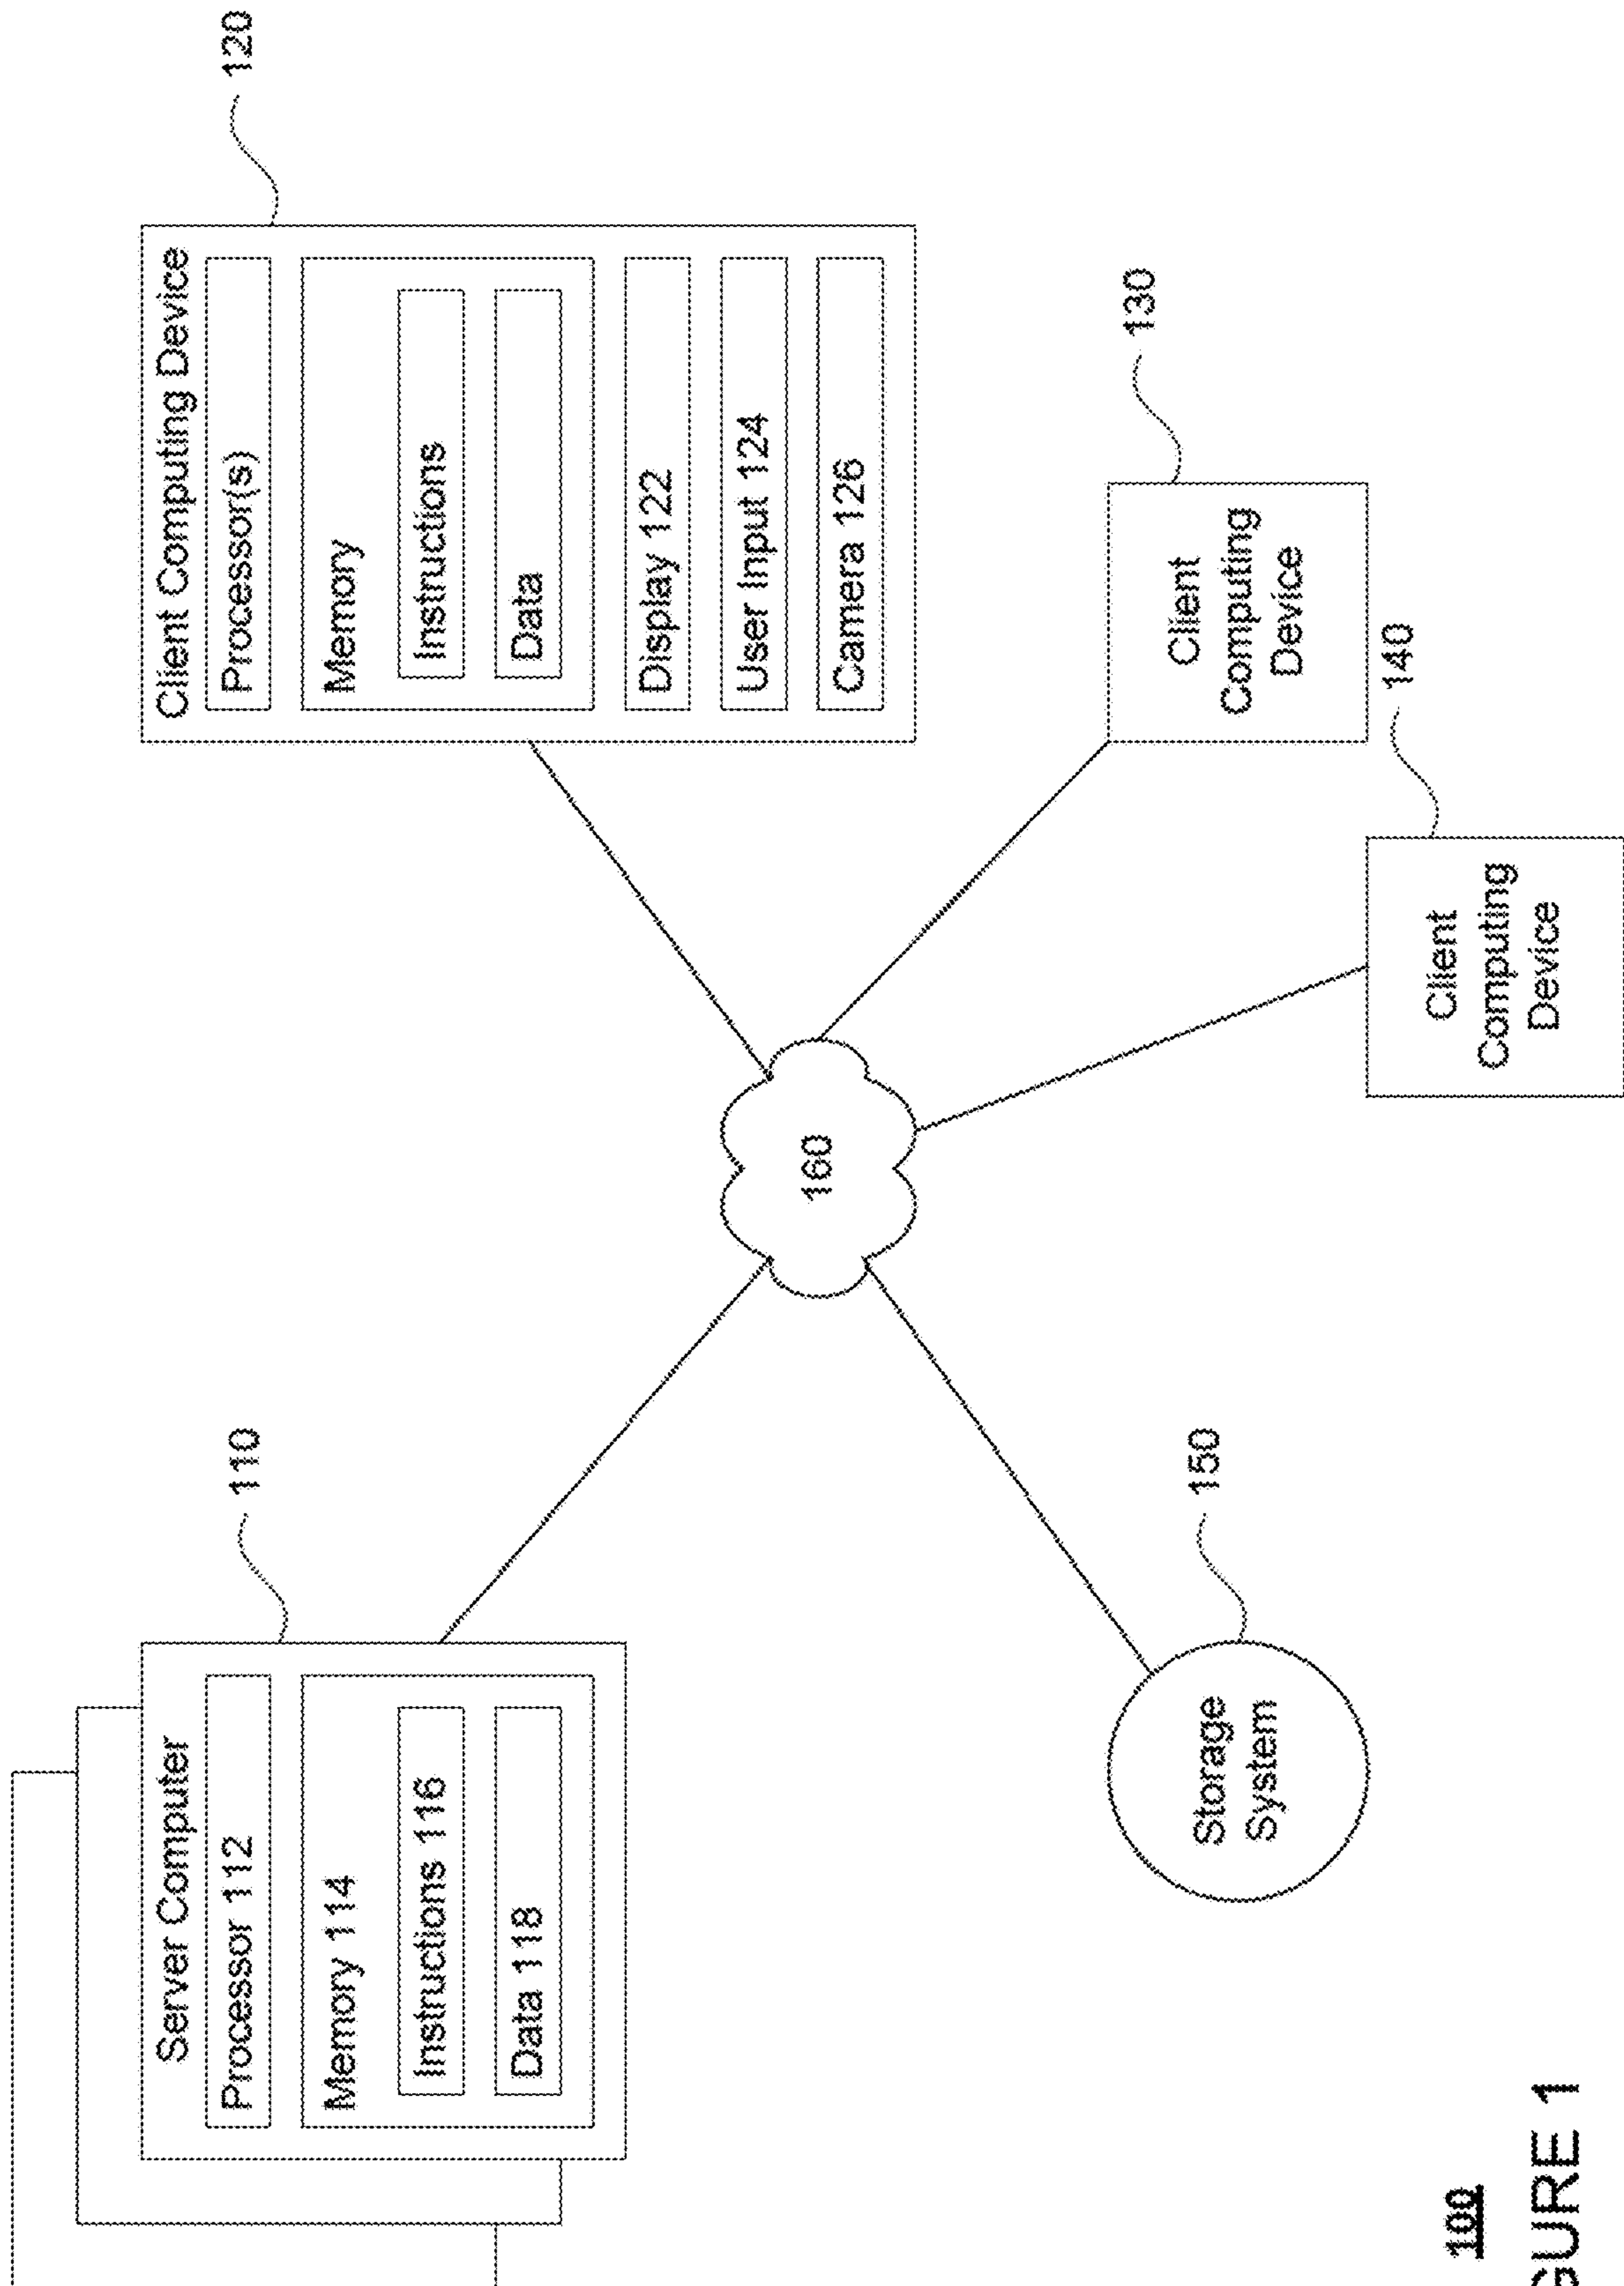 Server Computer
Processor 112
Memory 114
Instructions 116
Data 118
110
Client Computing Device
Processor(s)
Memory
Instructions
Data
Display 122
User Input 124
Camera 126
120
160
Storage
System
150
Client
Computing
Device
130
Client
Computing
Device
140
100
GURE 1